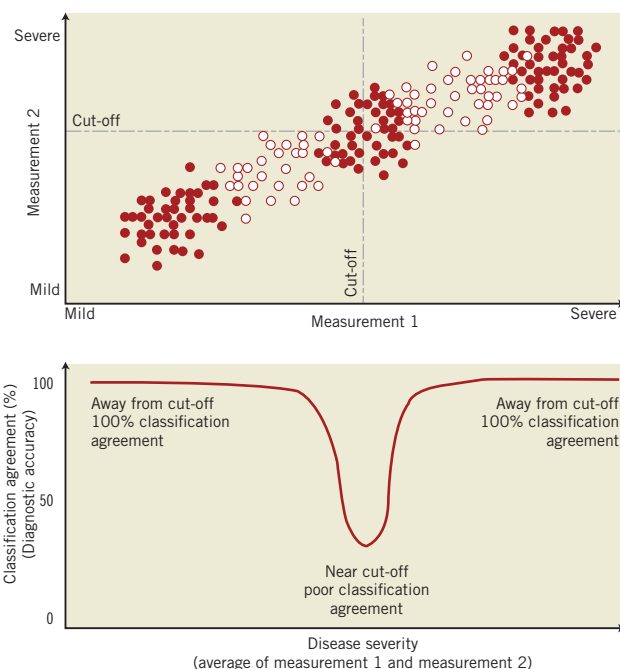 Severe
Measurement 2
Cut-off
Cut-off
Mild
Mild
Measurement 1
Severe
Classification agreement (%)
(Diagnostic accuracy)
100
50
0
Away from cut-off
100% classification
agreement
Away from cut-off
100% classification
agreement
Near cut-off
poor classification
agreement
Disease severity
(average of measurement 1 and measurement 2)